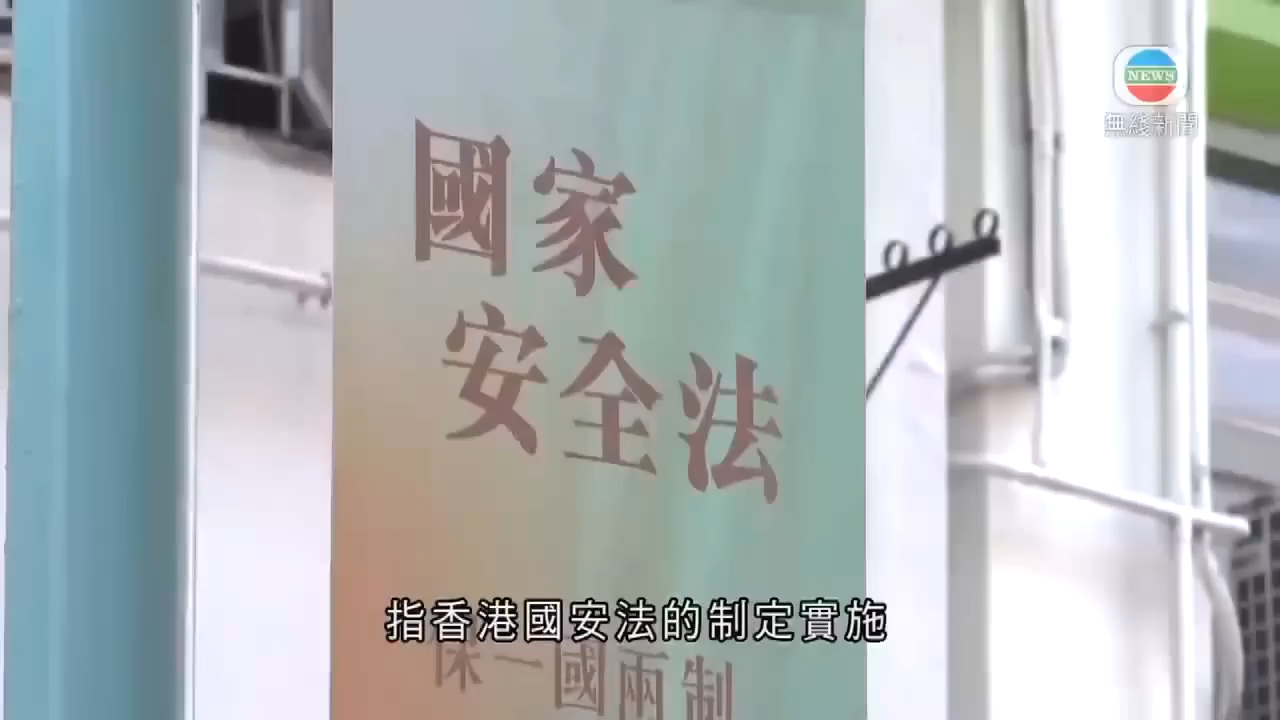 NEWS
無綫新聞
國家
安全法
指香港國安法的制定實施
保一國兩制